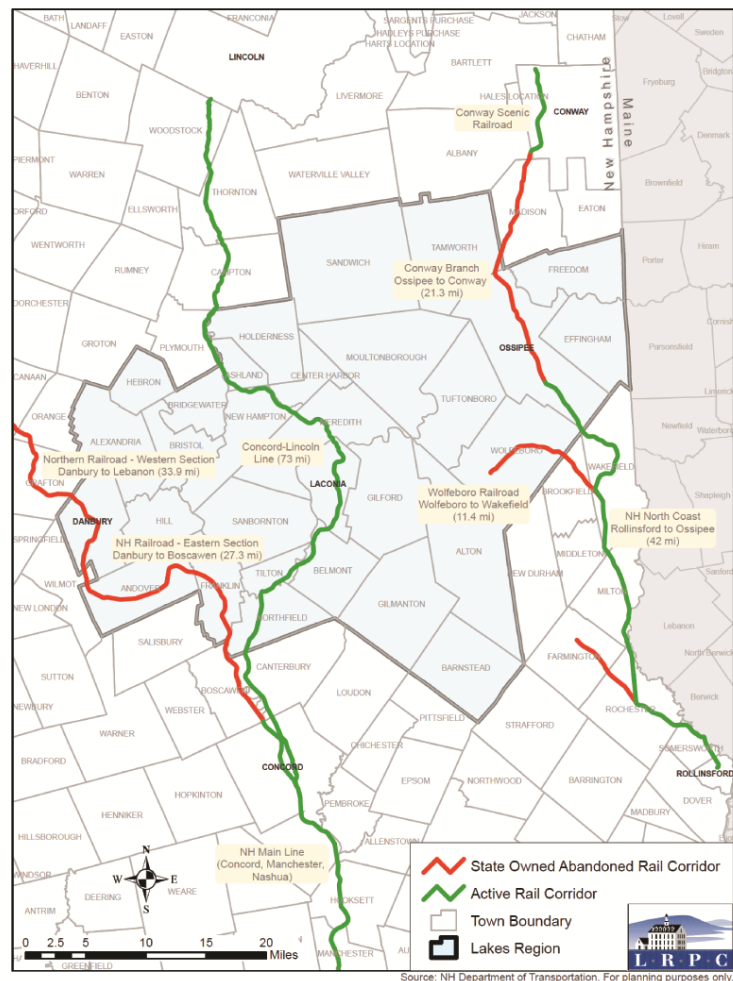 BATH
LANDAFF
EASTON
FRANCONIA
SARGENTS PURCHASE
HADLEYS PURCHASE
HARTS LOCATION
JACKSON
CHATHAM
Stow
Lovell
Sweden
LINCOLN
HAVERHILL
BENTON
LIVERMORE
BARTLETT
HALES LOCATION
Conway Scenic
Railroad
CONWAY
New Hampshire
Maine
Fryeburg
Bridgton
WOODSTOCK
ALBANY
Denmark
PIERMONT
WARREN
THORNTON
WATERVILLE VALLEY
Brownfield
ELLSWORTH
MADISON
EATON
WENTWORTH
RUMNEY
CAMPTON
SANDWICH
TAMWORTH
Conway Branch
Ossipee to Conway
(21.3 mi)
FREEDOM
Porter
Hiram
DORCHESTER
GROTON
PLYMOUTH
HOLDERNESS
MOULTONBOROUGH
OSSIPEE
EFFINGHAM
Parsonsfield
CANAAN
HEBRON
ASHLAND
CENTER HARBOR
TUFTONBORO
ORANGE
BRIDGEWATER
NEW HAMPTON
MEREDITH
Newfield
ALEXANDRIA
BRISTOL
Northern Railroad - Western Section
Danbury to Lebanon (33.9 mi)
Concord-Lincoln
Line (73 mi)
WOLFEBORO
WAKEFIELD
GRAFTON
LACONIA
GILFORD
Wolfeboro Railroad
Wolfeboro to Wakefield
(11.4 mi)
BROOKFIELD
Shapleigh
DANBURY
HILL
SANBORNTON
NH North Coast
Rollinsford to Ossipee
(42 mi)
SPRINGFIELD
NH Railroad - Eastern Section
Danbury to Boscawen (27.3 mi)
ALTON
MIDDLETON
WILMOT
ANDOVER
FRANKLIN
TILTON
BELMONT
NEW DURHAM
MILTON
Sanford
NEW LONDON
NORTHFIELD
GILMANTON
Lebanon
SALISBURY
FARMINGTON
North Berwick
SUTTON
CANTERBURY
BARNSTEAD
NEWBURY
BOSCAWEN
LOUDON
ROCHESTER
Berwick
WEBSTER
PITTSFIELD
STRAFFORD
WARNER
CHICHESTER
SOMERSWORTH
BRADFORD
CONCORD
EPSOM
NORTHWOOD
BARRINGTON
ROLLINSFORD
HOPKINTON
PEMBROKE
DOVER
HENNIKER
MADBURY
HILLSBOROUGH
ALLENSTOWN
NH Main Line
(Concord, Manchester,
Nashua)
WINDSOR
DEERING
WEARE
ANTRIM
HOOKSETT
MANCHESTER
GREENFIELD
N
W
E
S
0 2.5 5 10 15 20
Miles
State Owned Abandoned Rail Corridor
Active Rail Corridor
Town Boundary
Lakes Region
L R P C
Source: NH Department of Transportation. For planning purposes only.